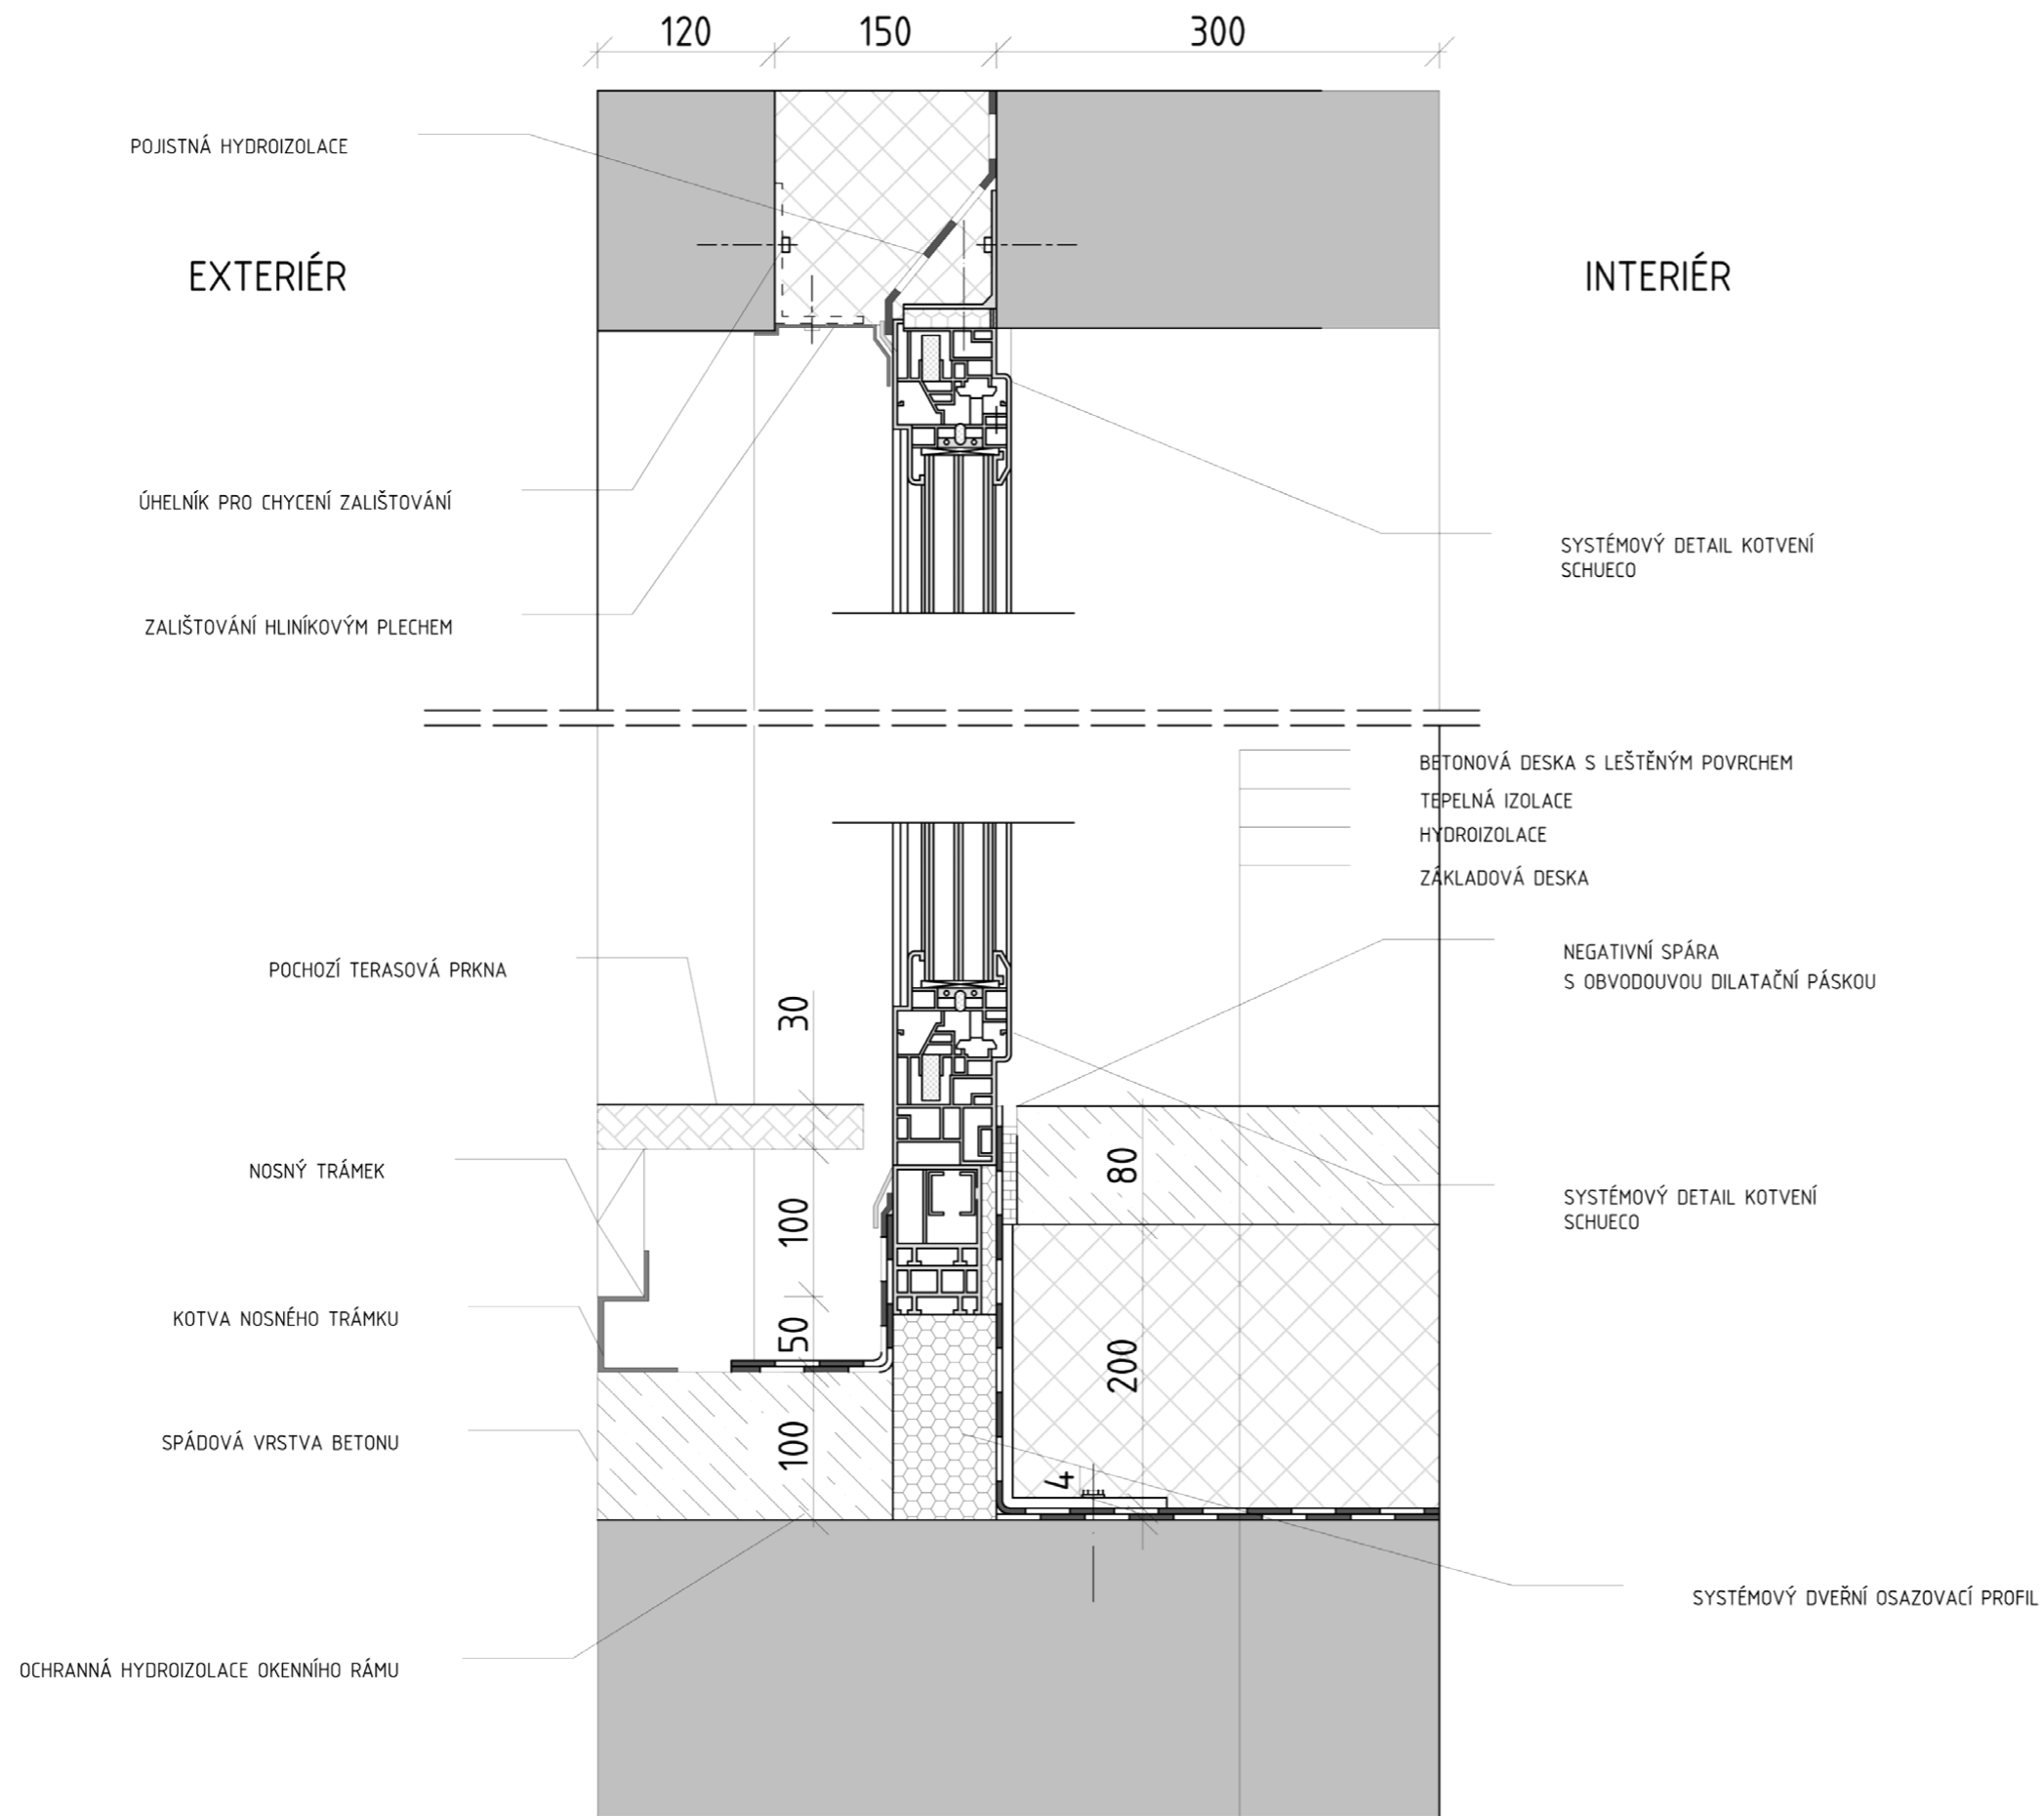 120
150
300
POJISTNÁ HYDROIZOLACE
EXTERIÉR
INTERIÉR
ÚHELNÍK PRO CHYCENÍ ZALIŠTOVÁNÍ
SYSTÉMOVÝ DETAIL KOTVENÍ
SCHUECO
ZALIŠTOVÁNÍ HLINÍKOVÝM PLECHEM
BETONOVÁ DESKA S LEŠTĚNÝM POVRCHEM
TEPELNÁ IZOLACE
HYDROIZOLACE
ZÁKLADOVÁ DESKA
NEGATIVNÍ SPÁRA
S OBVODOUVOU DILATAČNÍ PÁSKOU
POCHOZÍ TERASOVÁ PRKNA
30
NOSNÝ TRÁMEK
80
SYSTÉMOVÝ DETAIL KOTVENÍ
SCHUECO
100
KOTVA NOSNÉHO TRÁMKU
50
200
SPÁDOVÁ VRSTVA BETONU
100
4
SYSTÉMOVÝ DVEŘNÍ OSAZOVACÍ PROFIL
OCHRANNÁ HYDROIZOLACE OKENNÍHO RÁMU